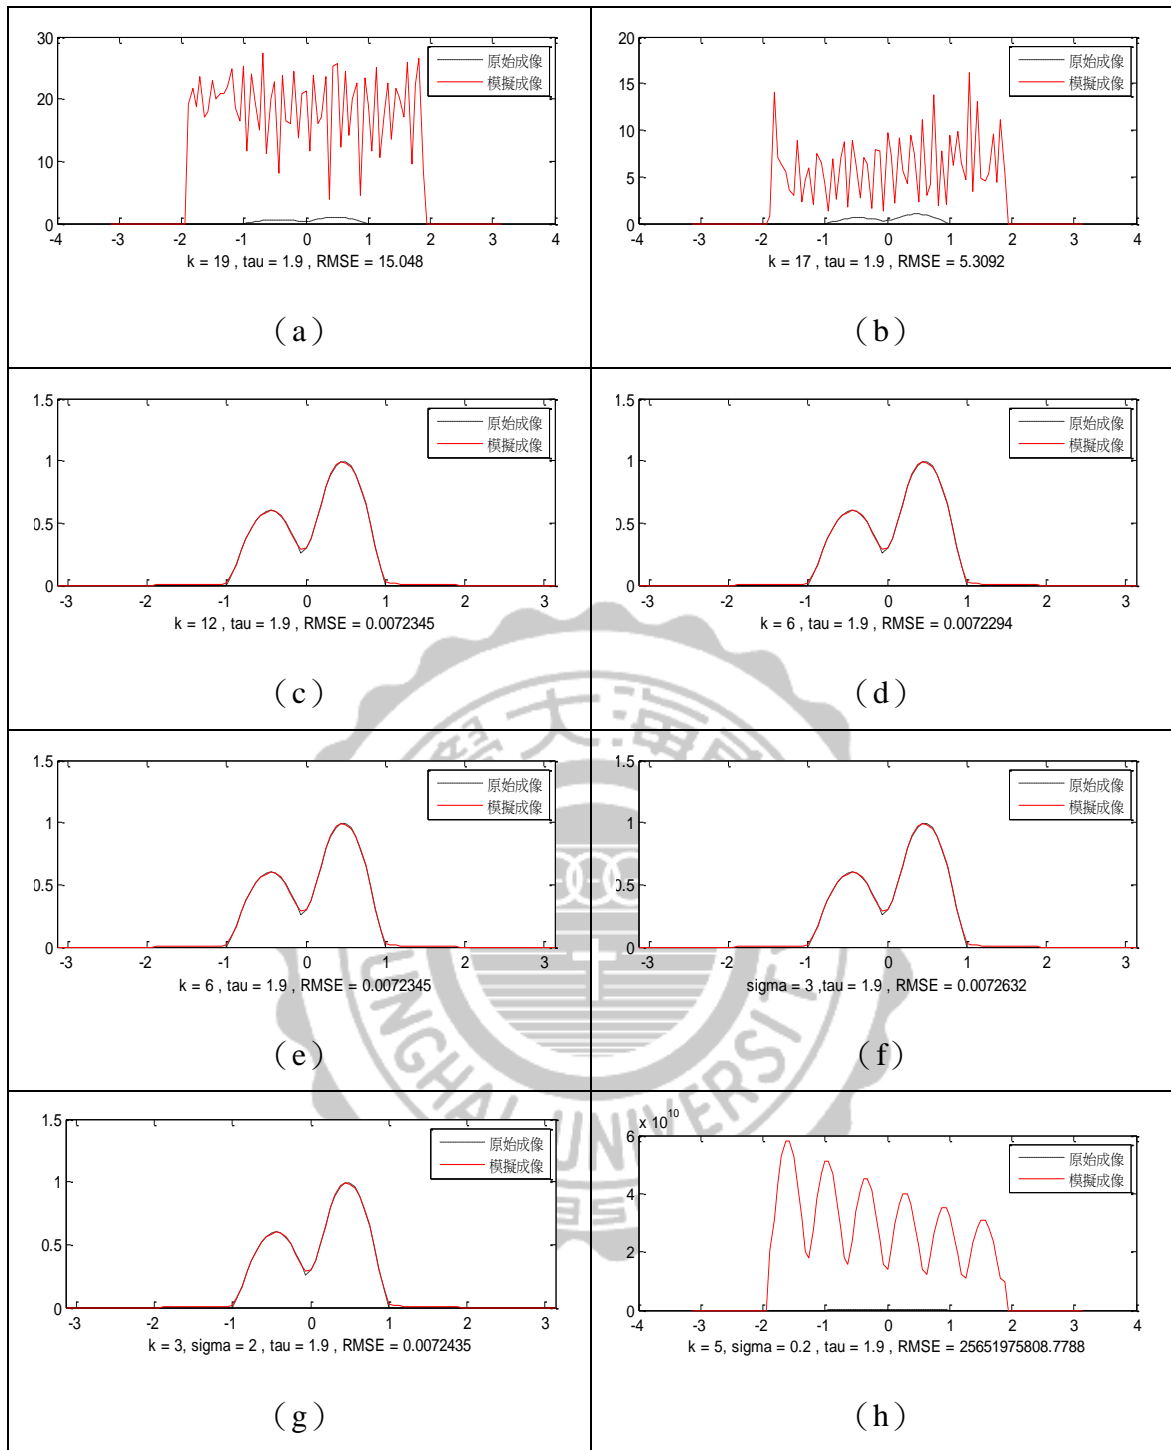 30
20
10
0
-4 -3 -2 -1 0 1 2 3 4
原始成像
模擬成像
k = 19 , tau = 1.9 , RMSE = 15.048
（a）
20
15
10
5
0
-4 -3 -2 -1 0 1 2 3 4
原始成像
模擬成像
k = 17 , tau = 1.9 , RMSE = 5.3092
（b）
1.5
1
0.5
0
-3 -2 -1 0 1 2 3
原始成像
模擬成像
k = 12 , tau = 1.9 , RMSE = 0.0072345
（c）
1.5
1
0.5
0
-3 -2 -1 0 1 2 3
原始成像
模擬成像
k = 6 , tau = 1.9 , RMSE = 0.0072294
（d）
1.5
1
0.5
0
-3 -2 -1 0 1 2 3
原始成像
模擬成像
k = 6 , tau = 1.9 , RMSE = 0.0072345
（e）
1.5
1
0.5
0
-3 -2 -1 0 1 2 3
原始成像
模擬成像
sigma = 3 ,tau = 1.9 , RMSE = 0.0072632
（f）
1.5
1
0.5
0
-3 -2 -1 0 1 2 3
原始成像
模擬成像
k = 3, sigma = 2 , tau = 1.9 , RMSE = 0.0072435
（g）
x 10^10
6
4
2
0
-4 -3 -2 -1 0 1 2 3 4
原始成像
模擬成像
k = 5, sigma = 0.2 , tau = 1.9 , RMSE = 25651975808.7788
（h）
UNGHAI UNIVERSIT